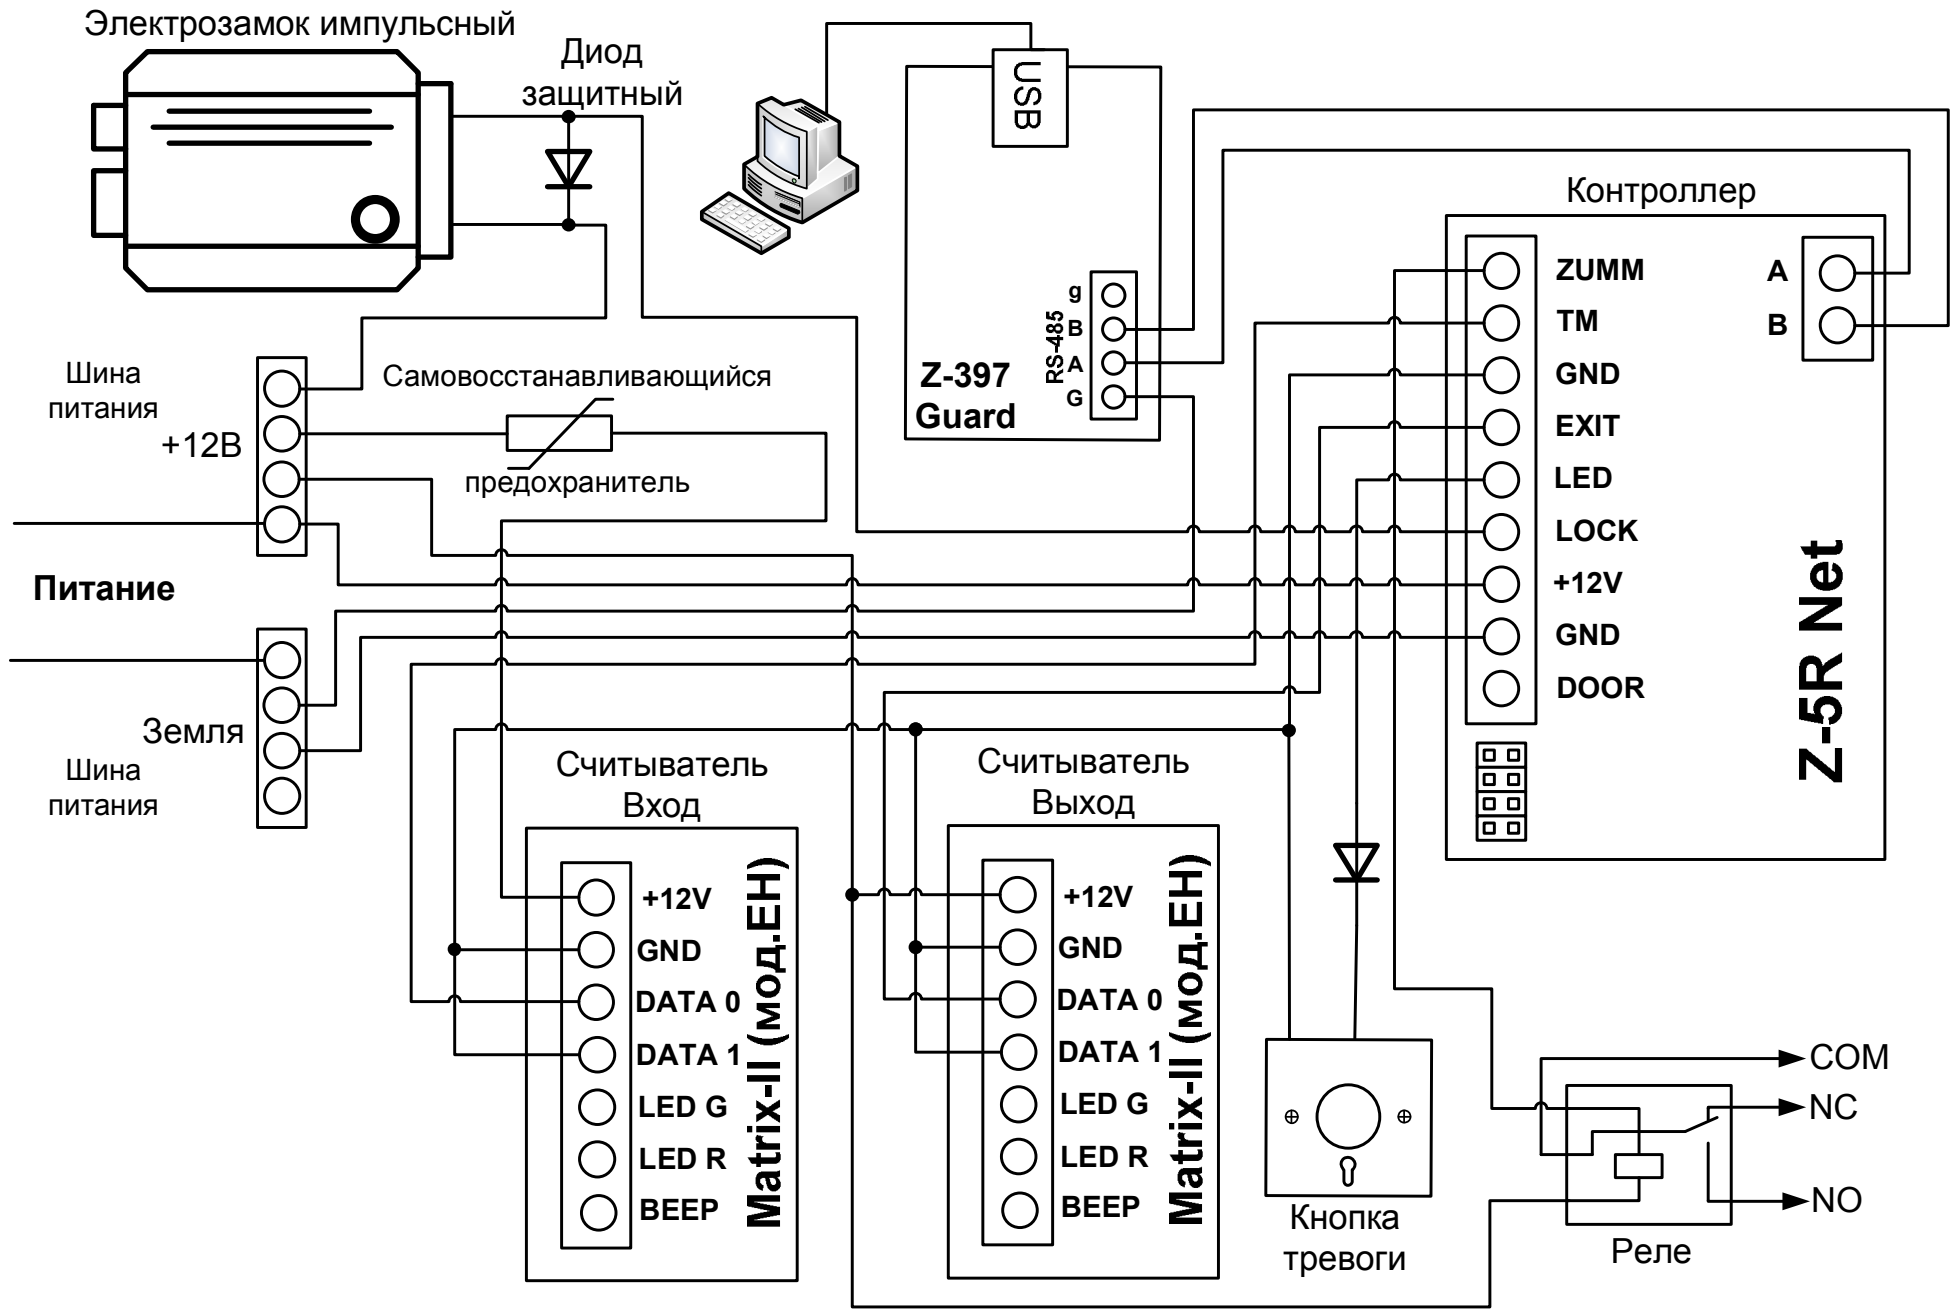 Электрозамок импульсный
Диод
защитный
USB
g
B
A
G
RS-485
Z-397
Guard
Контроллер
ZUMM
TM
GND
EXIT
LED
LOCK
+12V
GND
DOOR
A
B
Z-5R Net
Шина
питания
+12В
Самовосстанавливающийся
предохранитель
Питание
Земля
Шина
питания
Считыватель
Вход
+12V
GND
DATA 0
DATA 1
LED G
LED R
BEEP
Matrix-II (мод.EH)
Считыватель
Выход
+12V
GND
DATA 0
DATA 1
LED G
LED R
BEEP
Matrix-II (мод.EH)
Кнопка
тревоги
COM
NC
NO
Реле